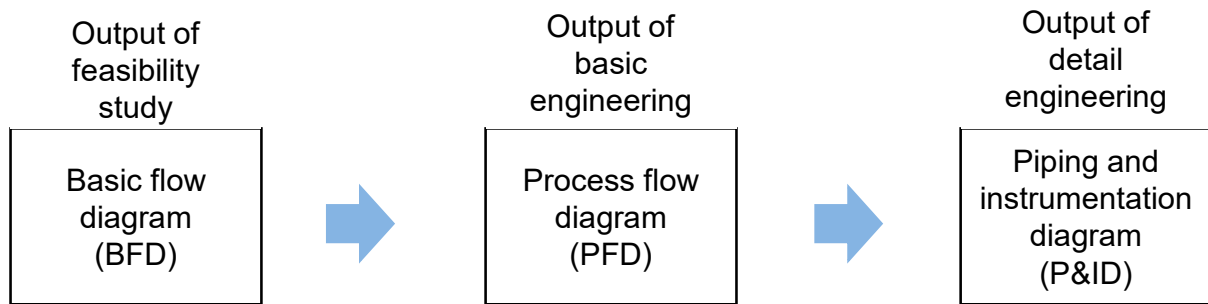 Output of
feasibility
study
Basic flow
diagram
(BFD)
Output of
basic
engineering
Process flow
diagram
(PFD)
Output of
detail
engineering
Piping and
instrumentation
diagram
(P&ID)